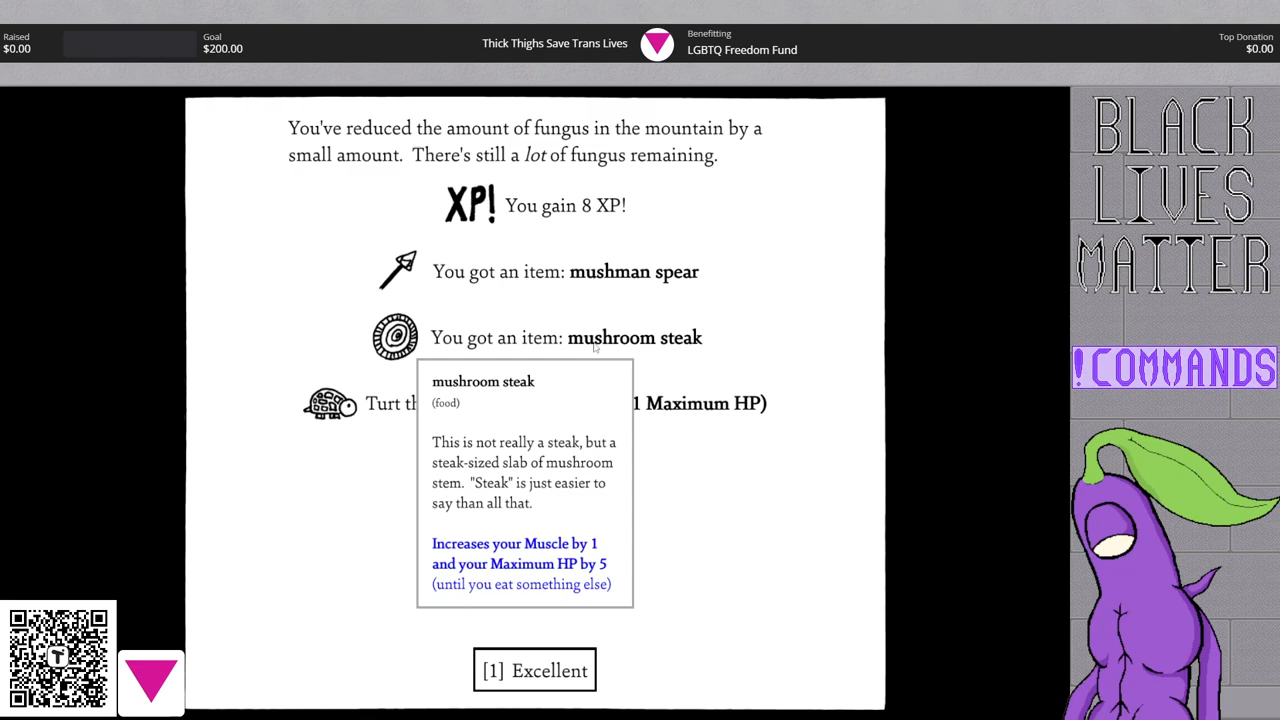 Raised
$0.00
Goal
$200.00
Thick Thighs Save Trans Lives
Benefitting
LGBTQ Freedom Fund
Top Donation
$0.00
You've reduced the amount of fungus in the mountain by a
small amount. There's still a lot of fungus remaining.
XP! You gain 8 XP!
You got an item: mushman spear
You got an item: mushroom steak
Turt th
1 Maximum HP)
mushroom steak
(food)
This is not really a steak, but a
steak-sized slab of mushroom
stem. "Steak" is just easier to
say than all that.
Increases your Muscle by 1
and your Maximum HP by 5
(until you eat something else)
[1] Excellent
BLACK
LIVES
MATTER
!COMMANDS
T